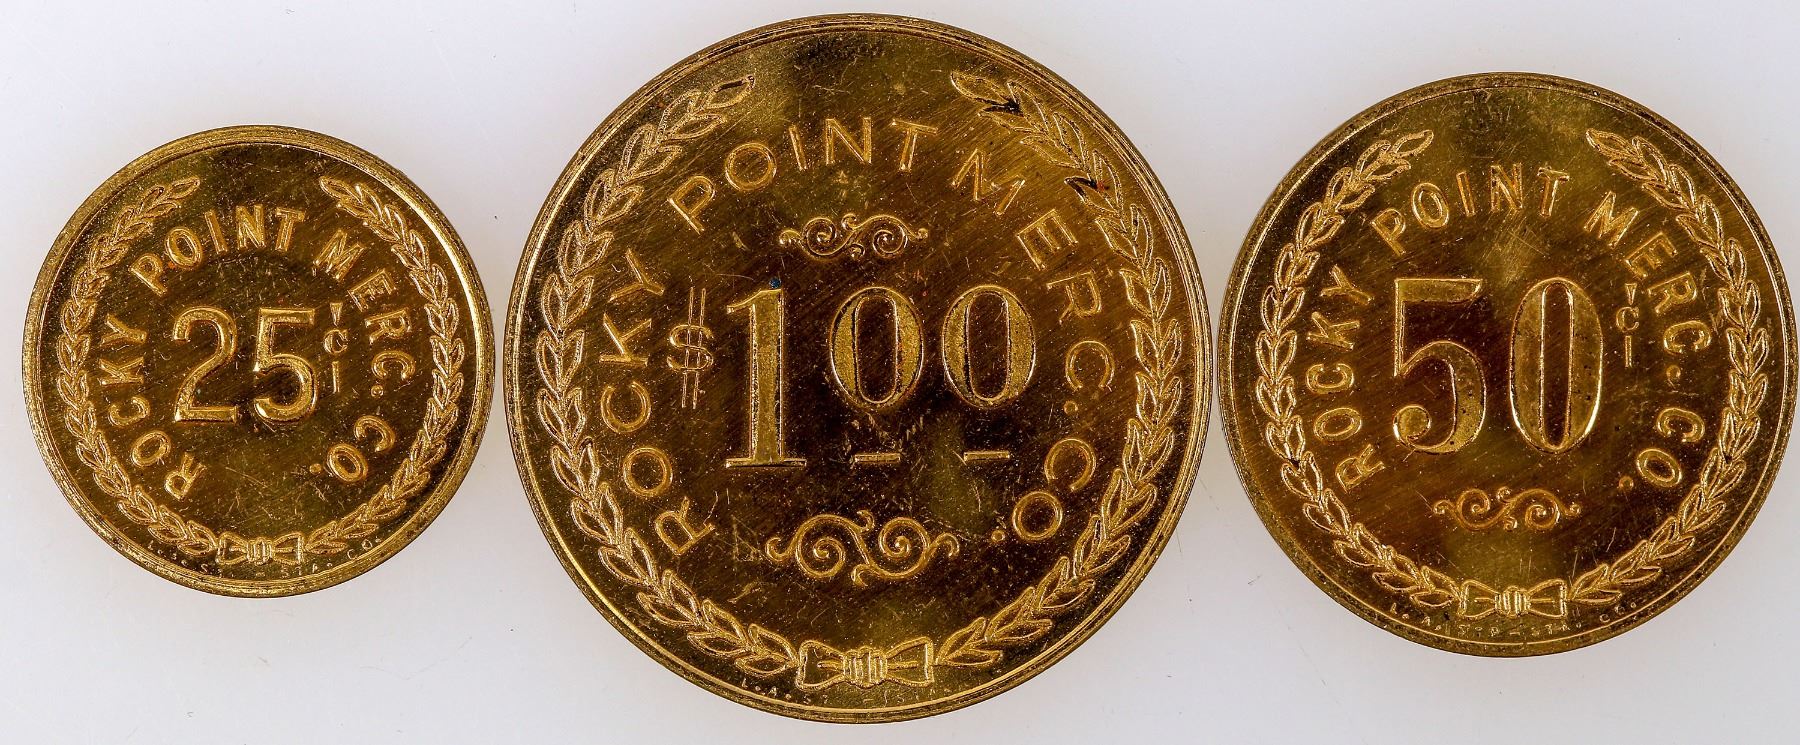 ROCKY POINT MERC. CO.
25¢
ROCKY POINT MERC. CO.
$1.00
ROCKY POINT MERC. CO.
50¢